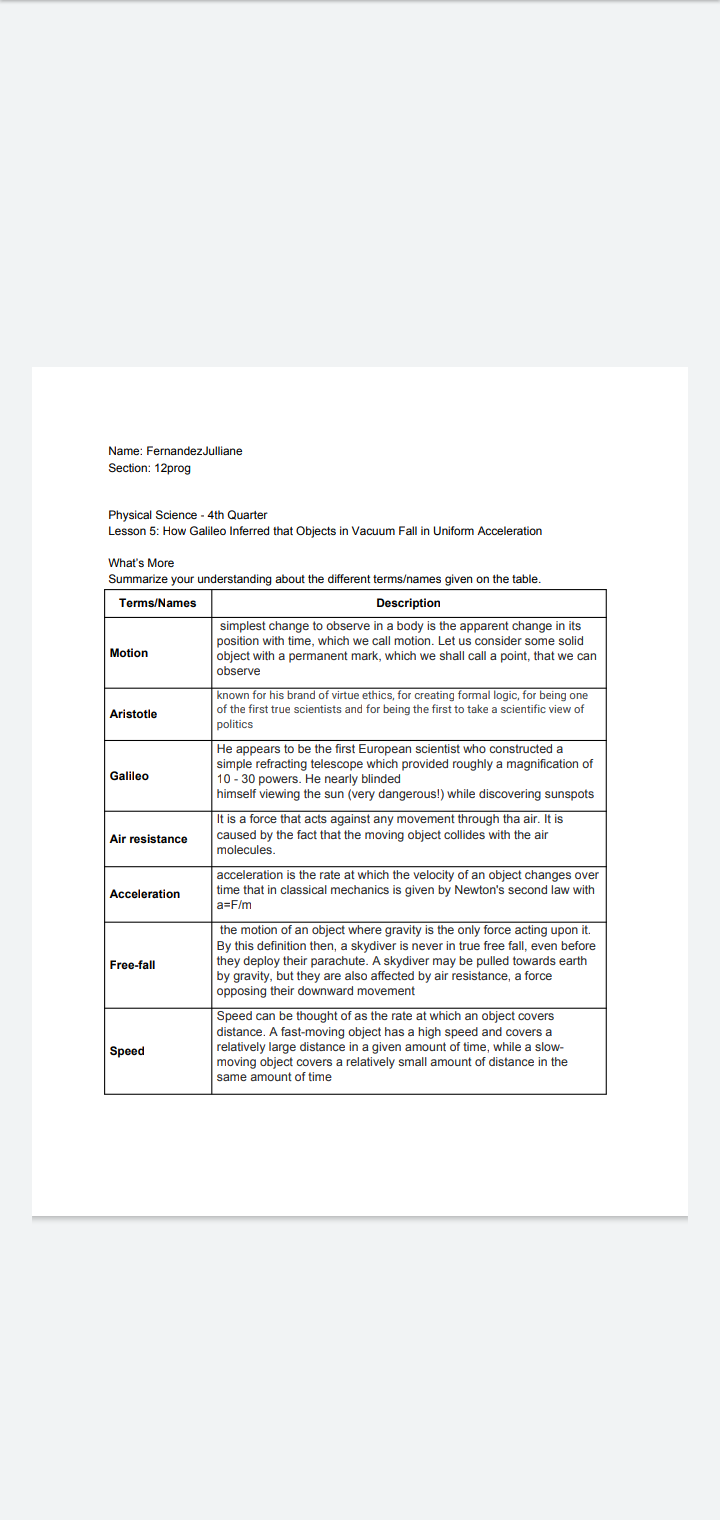 Name: FernandezJulliane
Section: 12prog
Physical Science - 4th Quarter
Lesson 5: How Galileo Inferred that Objects in Vacuum Fall in Uniform Acceleration
What's More
Summarize your understanding about the different terms/names given on the table.
Terms/Names Description
Motion
simplest change to observe in a body is the apparent change in its
position with time, which we call motion. Let us consider some solid
object with a permanent mark, which we shall call a point, that we can
observe
Aristotle
known for his brand of virtue ethics, for creating formal logic, for being one
of the first true scientists and for being the first to take a scientific view of
politics
Galileo
He appears to be the first European scientist who constructed a
simple refracting telescope which provided roughly a magnification of
10 - 30 powers. He nearly blinded
himself viewing the sun (very dangerous!) while discovering sunspots
Air resistance
It is a force that acts against any movement through tha air. It is
caused by the fact that the moving object collides with the air
molecules.
Acceleration
acceleration is the rate at which the velocity of an object changes over
time that in classical mechanics is given by Newton's second law with
a=F/m
Free-fall
the motion of an object where gravity is the only force acting upon it.
By this definition then, a skydiver is never in true free fall, even before
they deploy their parachute. A skydiver may be pulled towards earth
by gravity, but they are also affected by air resistance, a force
opposing their downward movement
Speed
Speed can be thought of as the rate at which an object covers
distance. A fast-moving object has a high speed and covers a
relatively large distance in a given amount of time, while a slow-
moving object covers a relatively small amount of distance in the
same amount of time